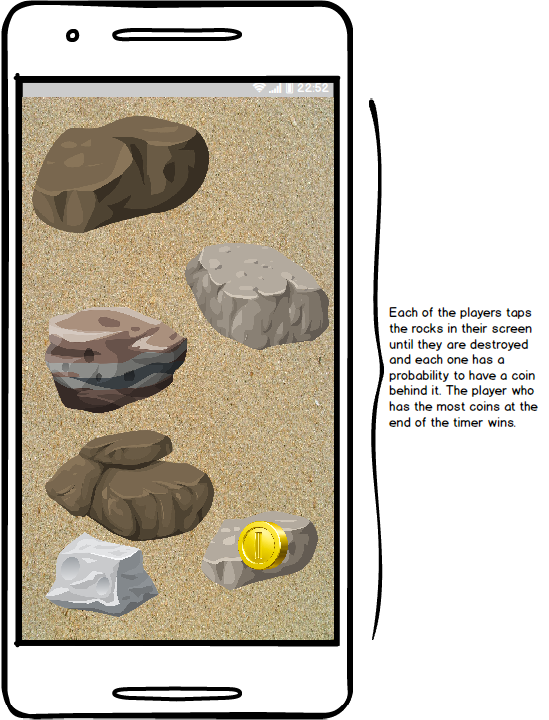 22:52
Each of the players taps
the rocks in their screen
until they are destroyed
and each one has a
probability to have a coin
behind it. The player who
has the most coins at the
end of the timer wins.